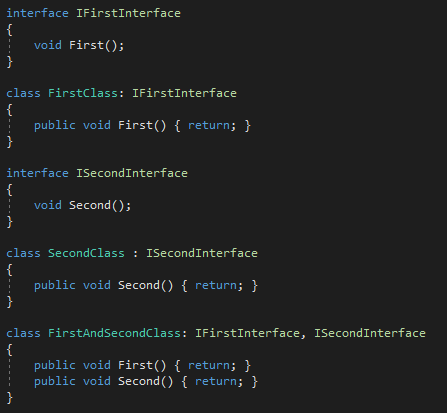 interface IFirstInterface
{
    void First();
}
class FirstClass: IFirstInterface
{
    public void First() { return; }
}
interface ISecondInterface
{
    void Second();
}
class SecondClass : ISecondInterface
{
    public void Second() { return; }
}
class FirstAndSecondClass: IFirstInterface, ISecondInterface
{
    public void First() { return; }
    public void Second() { return; }
}